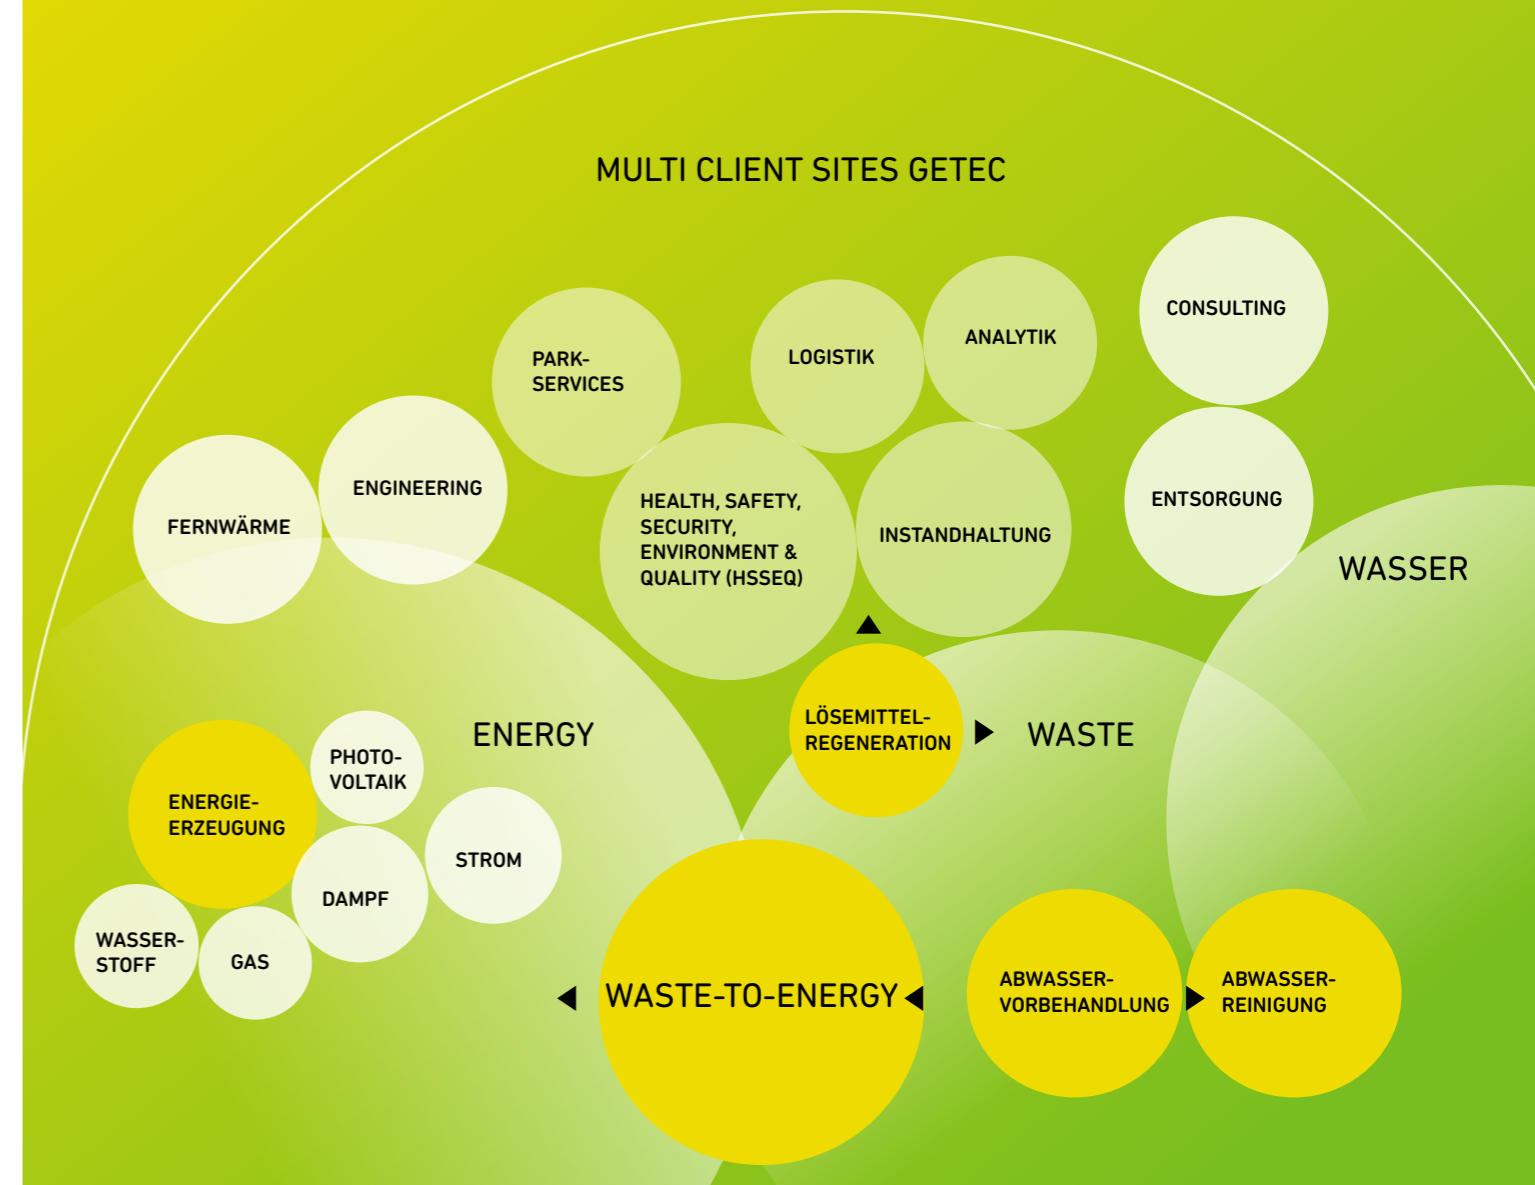 MULTI CLIENT SITES GETEC
CONSULTING
ANALYTIK
LOGISTIK
PARK-
SERVICES
ENGINEERING
FERNWÄRME
HEALTH, SAFETY,
SECURITY,
ENVIRONMENT &
QUALITY (HSSEQ)
INSTANDHALTUNG
ENTSORGUNG
WASSER
ENERGY
LÖSEMITTEL-
REGENERATION
WASTE
PHOTO-
VOLTAIK
ENERGIE-
ERZEUGUNG
STROM
DAMPF
WASSER-
STOFF
GAS
WASTE-TO-ENERGY
ABWASSER-
VORBEHANDLUNG
ABWASSER-
REINIGUNG